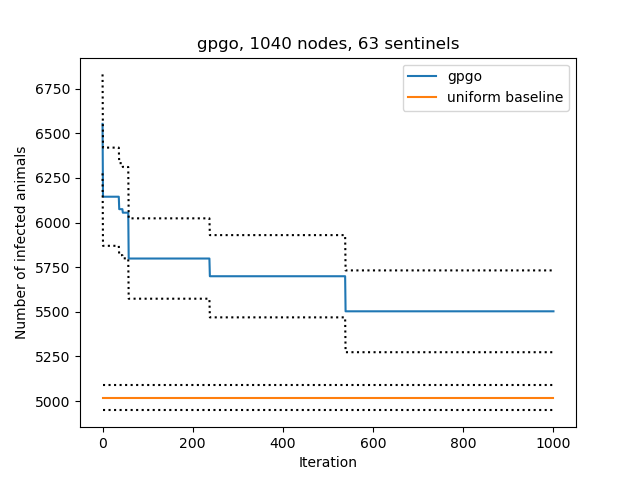 gpgo, 1040 nodes, 63 sentinels
gpgo
uniform baseline
Number of infected animals
6750
6500
6250
6000
5750
5500
5250
5000
0 200 400 600 800 1000
Iteration